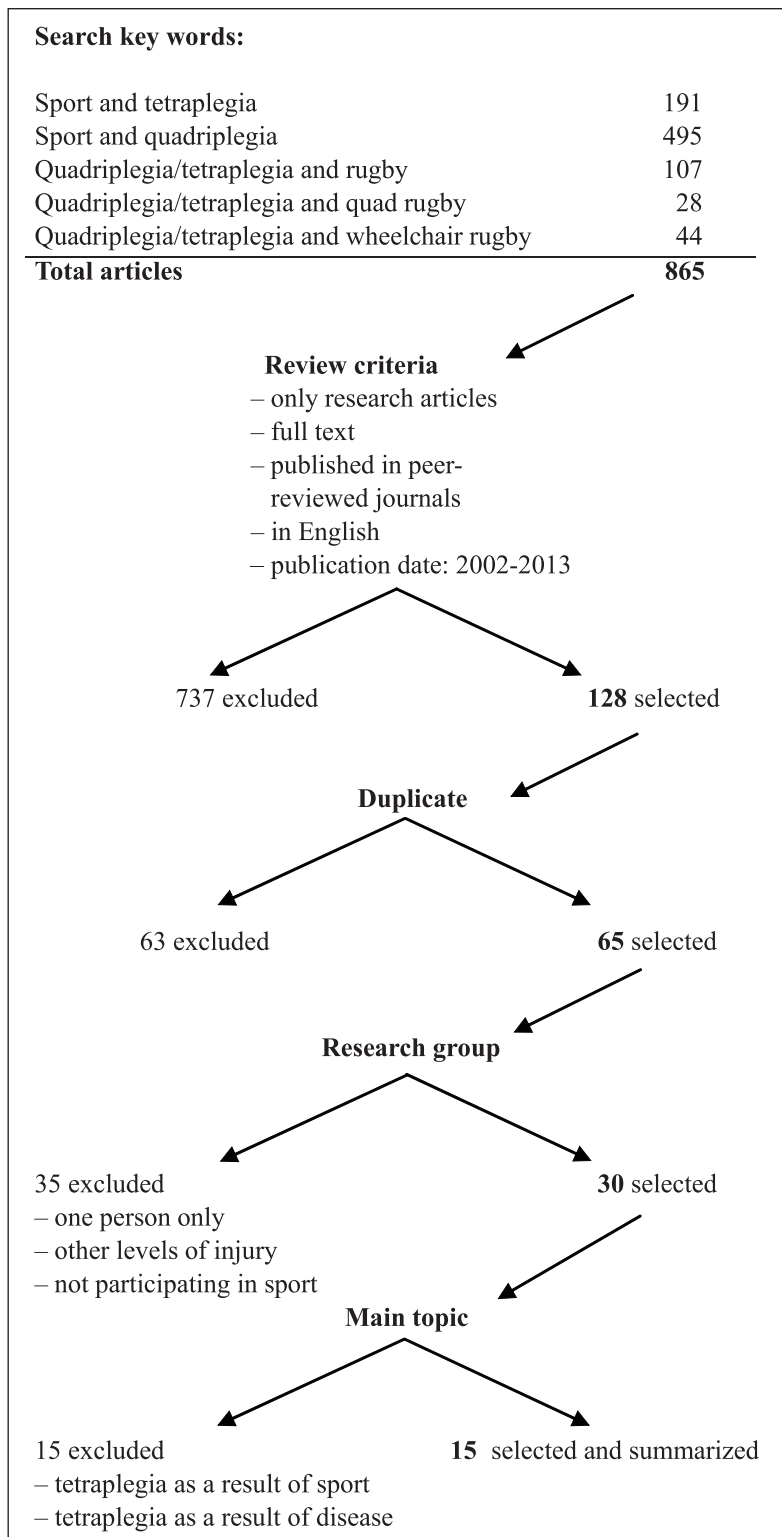 Search key words:
Sport and tetraplegia 191
Sport and quadriplegia 495
Quadriplegia/tetraplegia and rugby 107
Quadriplegia/tetraplegia and quad rugby 28
Quadriplegia/tetraplegia and wheelchair rugby 44
Total articles 865
Review criteria
– only research articles
– full text
– published in peer-
reviewed journals
– in English
– publication date: 2002-2013
737 excluded 128 selected
Duplicate
63 excluded 65 selected
Research group
35 excluded 30 selected
– one person only
– other levels of injury
– not participating in sport
Main topic
15 excluded 15 selected and summarized
– tetraplegia as a result of sport
– tetraplegia as a result of disease